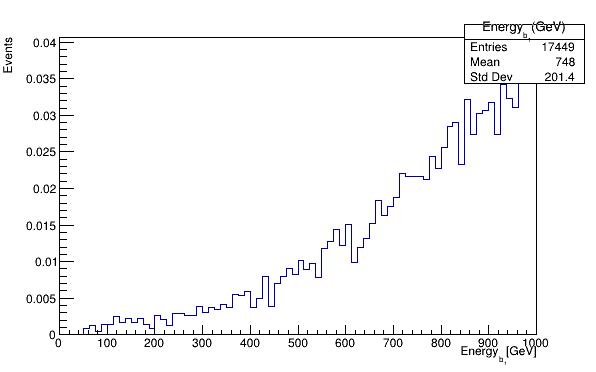 Energy_b_1 (GeV)
Entries 17449
Mean 748
Std Dev 201.4
Events
0.04
0.035
0.03
0.025
0.02
0.015
0.01
0.005
0
0 100 200 300 400 500 600 700 800 900 1000
Energy_b_1 [GeV]